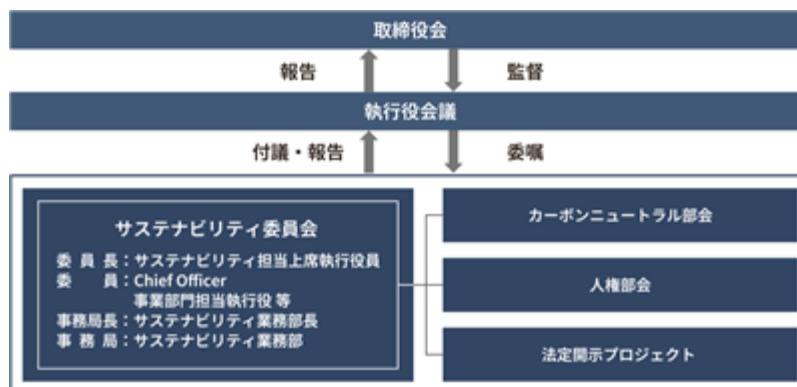 取締役会
報告
監督
執行役会議
付議・報告
委嘱
サステナビリティ委員会
委員長：サステナビリティ担当上席執行役員
委　員：Chief Officer
事業部門担当執行役 等
事務局長：サステナビリティ業務部長
事務局：サステナビリティ業務部
カーボンニュートラル部会
人権部会
法定開示プロジェクト